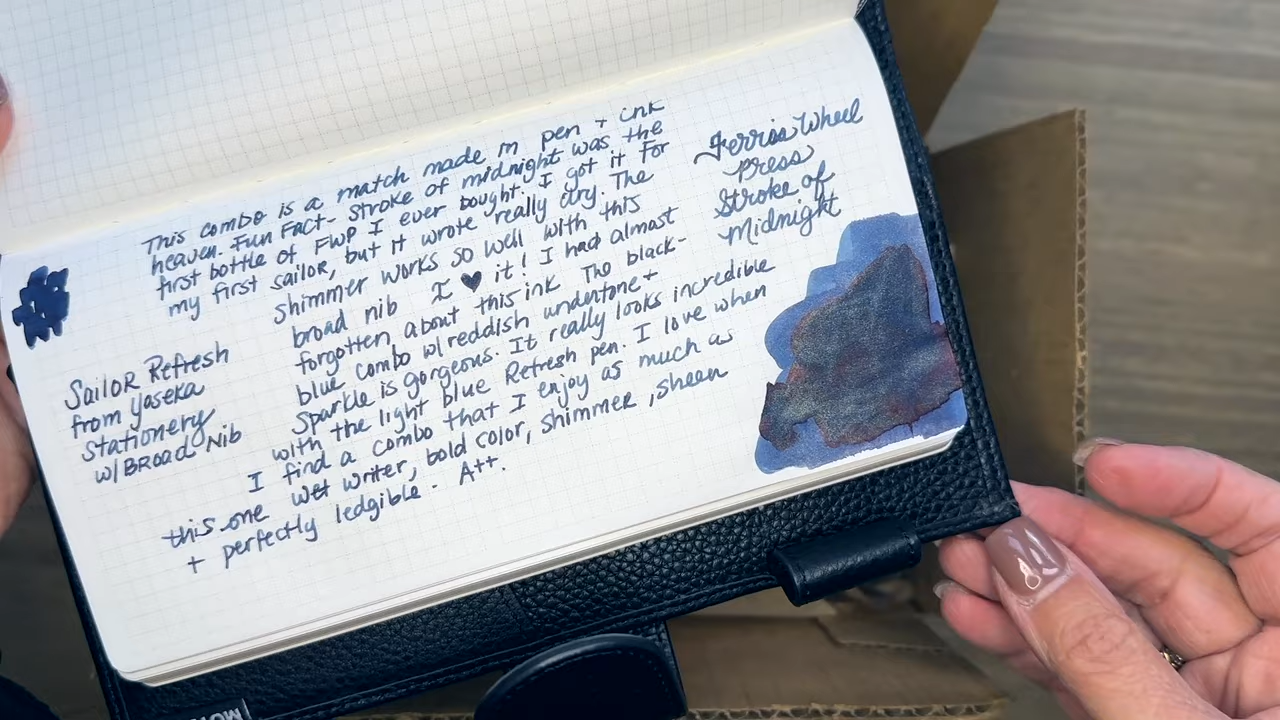 This combo is a match made in pen + ink
heaven. Fun Fact - Stroke of midnight was the
first bottle of FWP I ever bought. I got it for
my first sailor, but it wrote really dry. The
shimmer works so well with this
broad nib I ♥ it! I had almost
forgotten about this ink. The black-
blue combo w/ reddish undertone +
Sparkle is gorgeous. It really looks incredible
with the light blue Refresh pen. I love when
I find a combo that I enjoy as much as
this one wet writer, bold color, shimmer, sheen
+ perfectly ledgible - A++.
Ferris Wheel
Press
Stroke of
Midnight
Sailor Refresh
from Yoseka
Stationery
w/ Broad Nib